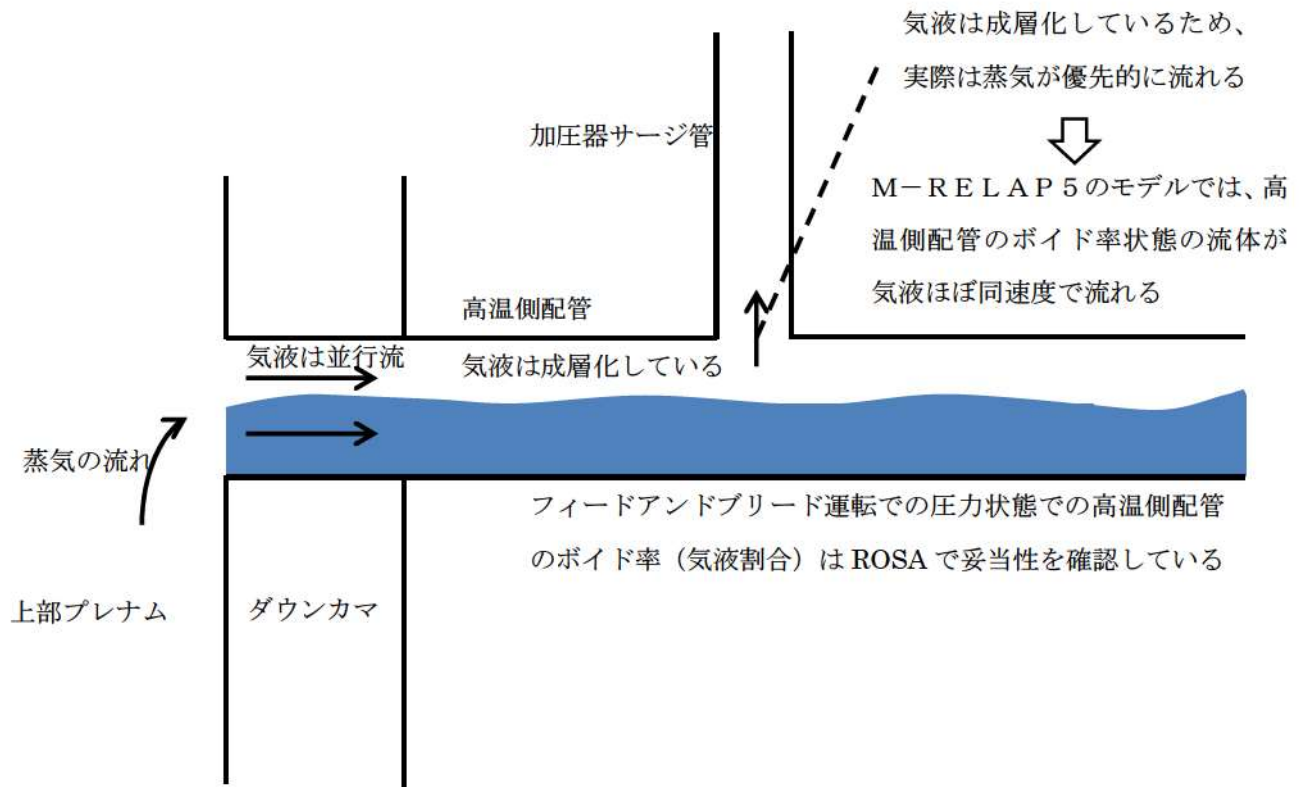 気液は成層化しているため、
実際は蒸気が優先的に流れる
加圧器サージ管
M-RELAP5のモデルでは、高
温側配管のボイド率状態の流体が
気液ほぼ同速度で流れる
高温側配管
気液は並行流
気液は成層化している
蒸気の流れ
フィードアンドブリード運転での圧力状態での高温側配管
のボイド率（気液割合）は ROSA で妥当性を確認している
上部プレナム
ダウンカマ